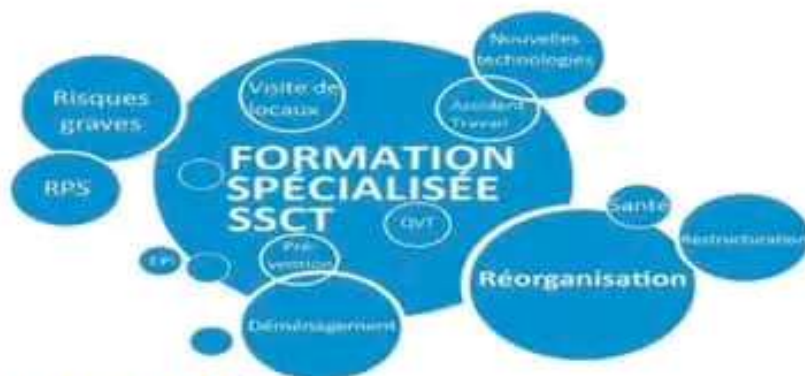 Nouvelles
technologies
Visite de
locaux
Risques
graves
Accident
Travail
FORMATION
SPÉCIALISÉE
SSCT
RPS
QVT
Santé
Restructuration
Pré-
vention
EPI
Réorganisation
Déménagement